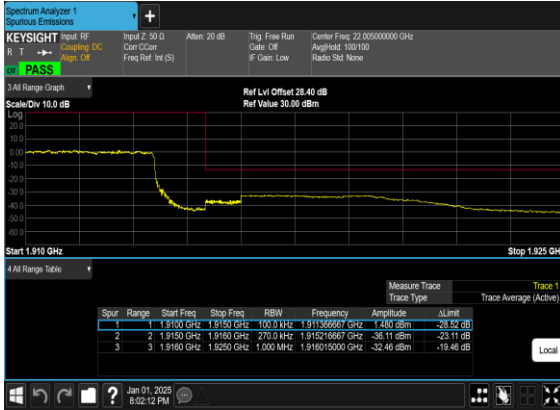 Spectrum Analyzer 1
Spurious Emissions
+
KEYSIGHT Input: RF Input Z: 50 Ω Atten: 20 dB Trig: Free Run Center Freq: 22.005000000 GHz
R T Coupling: DC Corr CCorr Gate: Off Avg|Hold: 100/100
Align: Off Freq Ref: Int (S) IF Gain: Low Radio Std: None
PASS
3 All Range Graph
Ref Lvl Offset 28.40 dB
Scale/Div 10.0 dB Ref Value 30.00 dBm
Log
20.0
10.0
0.00
-10.0
-20.0
-30.0
-40.0
-50.0
-60.0
Start 1.910 GHz Stop 1.925 GH
4 All Range Table
Measure Trace Trace 1
Trace Type Trace Average (Active)
Spur Range Start Freq Stop Freq RBW Frequency Amplitude ΔLimit
1 1 1.9100 GHz 1.9150 GHz 100.0 kHz 1.911366667 GHz 1.480 dBm -28.52 dB
2 2 1.9150 GHz 1.9160 GHz 270.0 kHz 1.915216667 GHz -36.11 dBm -23.11 dB
3 3 1.9160 GHz 1.9250 GHz 1.000 MHz 1.916015000 GHz -32.46 dBm -19.46 dB
Local
?
Jan 01, 2025
8:02:12 PM